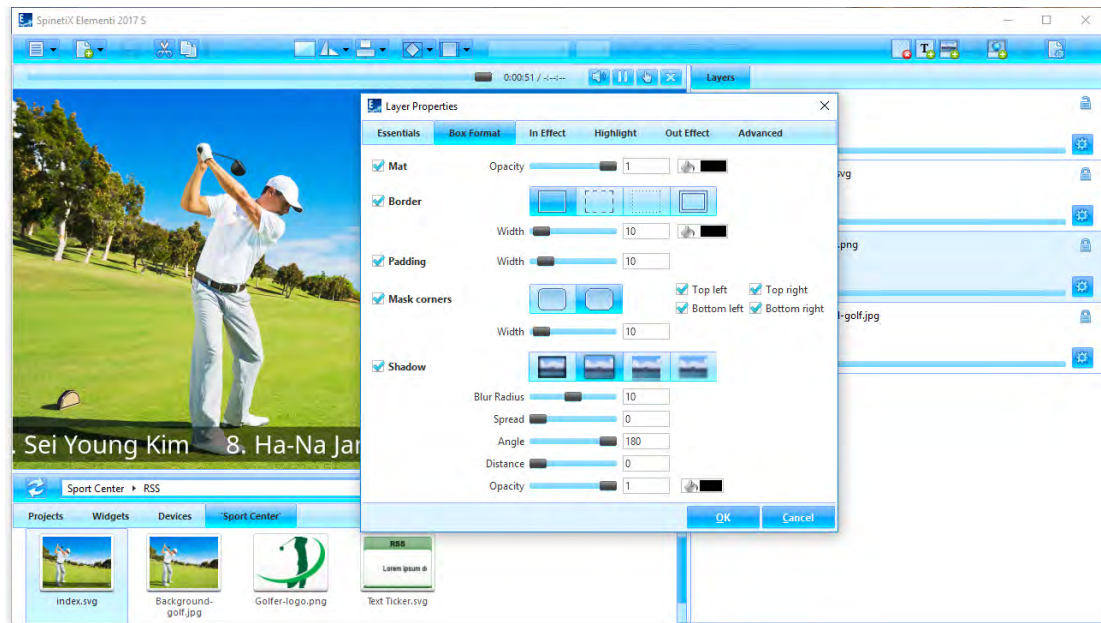 SpinetiX Elementi 2017 S
0:00:51 / -:--:--
Layers
Layer Properties
Essentials Box Format In Effect Highlight Out Effect Advanced
Mat Opacity 1
Border
Width 10
Padding Width 10
Mask corners Top left Top right
Bottom left Bottom right
Width 10
Shadow
Blur Radius 10
Spread 0
Angle 180
Distance 0
Opacity 1
OK Cancel
.png
-golf.jpg
. Sei Young Kim 8. Ha-Na Jan
Sport Center RSS
Projects Widgets Devices 'Sport Center'
RSS
Lorem ipsum
index.svg Background-golf.jpg Golfer-logo.png Text Ticker.svg